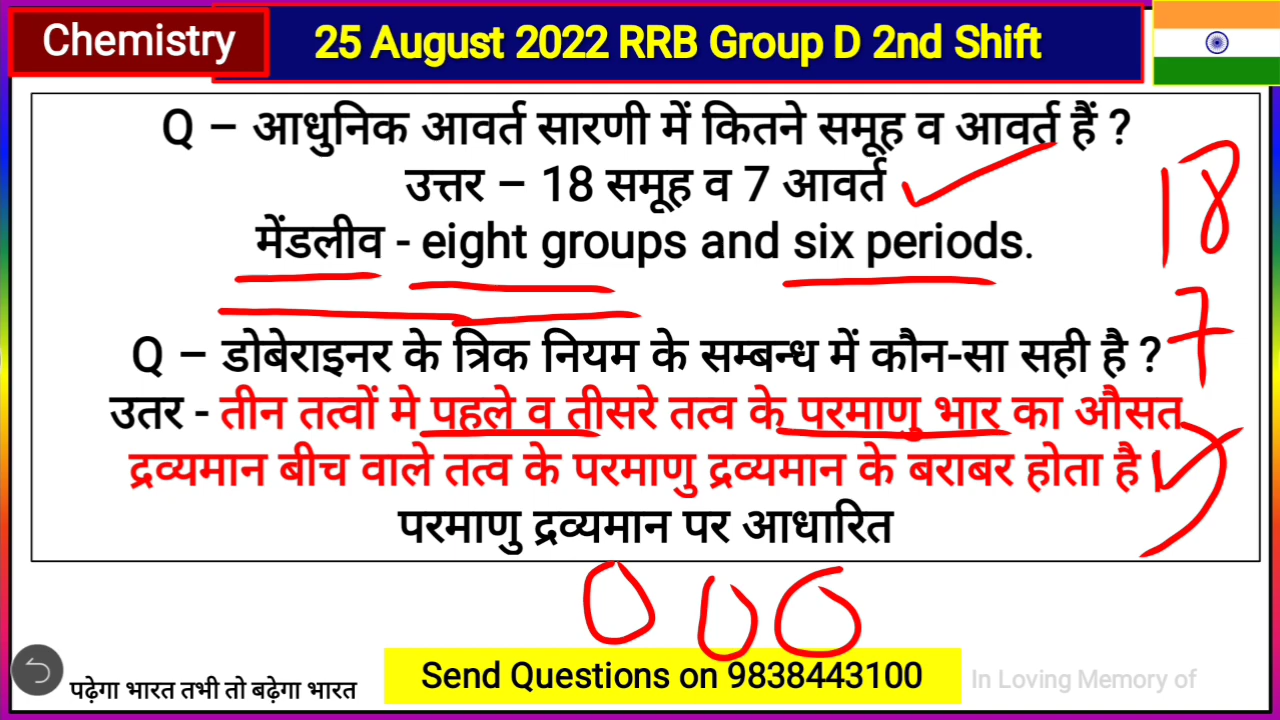 Chemistry
25 August 2022 RRB Group D 2nd Shift
Q – आधुनिक आवर्त सारणी में कितने समूह व आवर्त हैं ?
उत्तर – 18 समूह व 7 आवर्त
18
मेंडलीव - eight groups and six periods.
7
Q – डोबेराइनर के त्रिक नियम के सम्बन्ध में कौन-सा सही है ?
उतर - तीन तत्वों मे पहले व तीसरे तत्व के परमाणु भार का औसत
द्रव्यमान बीच वाले तत्व के परमाणु द्रव्यमान के बराबर होता है।
परमाणु द्रव्यमान पर आधारित
पढ़ेगा भारत तभी तो बढ़ेगा भारत
Send Questions on 9838443100
In Loving Memory of